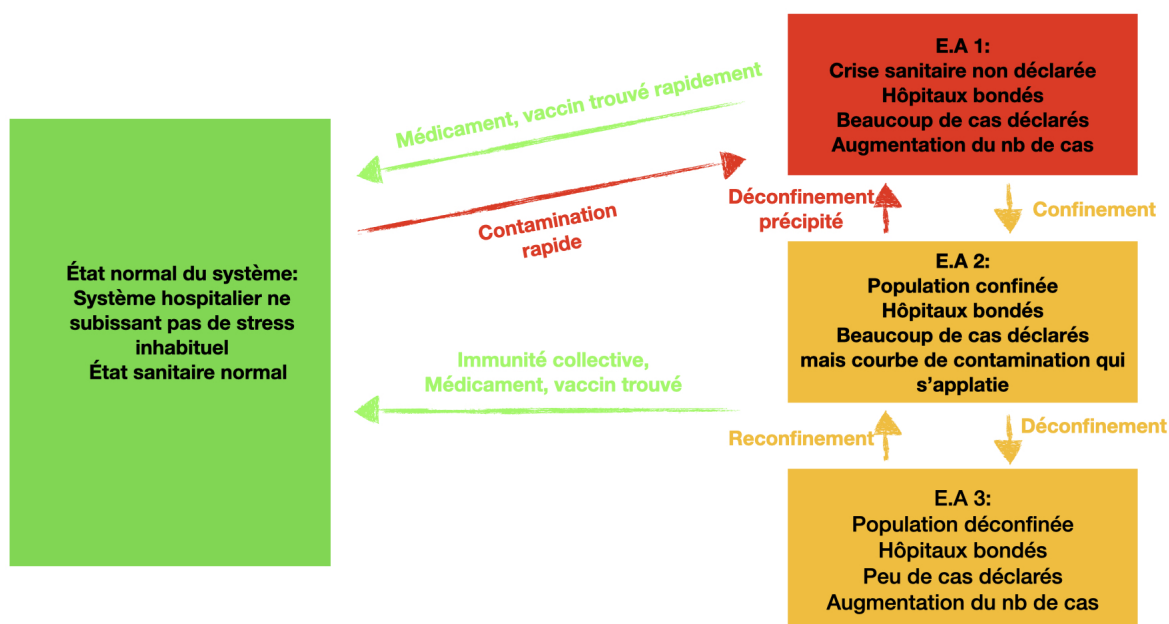 E.A 1:
Crise sanitaire non déclarée
Hôpitaux bondés
Beaucoup de cas déclarés
Augmentation du nb de cas
Médicament, vaccin trouvé rapidement
Contamination
rapide
Déconfinement
précipité
Confinement
État normal du système:
Système hospitalier ne
subissant pas de stress
inhabituel
État sanitaire normal
E.A 2:
Population confinée
Hôpitaux bondés
Beaucoup de cas déclarés
mais courbe de contamination qui
s'applatie
Immunité collective,
Médicament, vaccin trouvé
Reconfinement
Déconfinement
E.A 3:
Population déconfinée
Hôpitaux bondés
Peu de cas déclarés
Augmentation du nb de cas